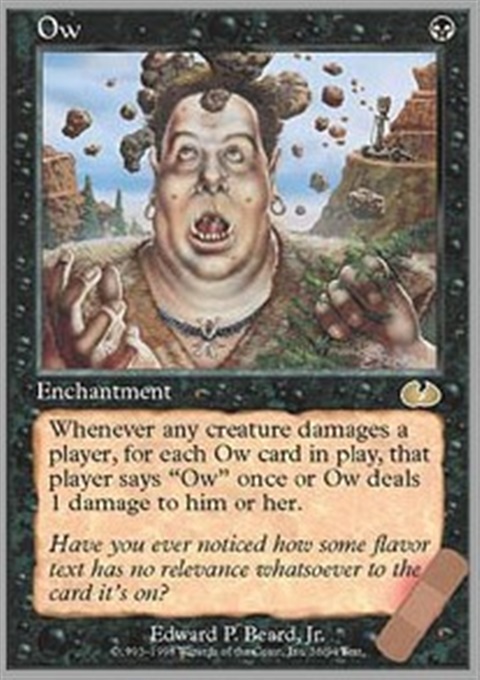 Ow
Enchantment
Whenever any creature damages a
player, for each Ow card in play, that
player says “Ow” once or Ow deals
1 damage to him or her.
Have you ever noticed how some flavor
text has no relevance whatsoever to the
card it's on?
Edward P. Beard, Jr.